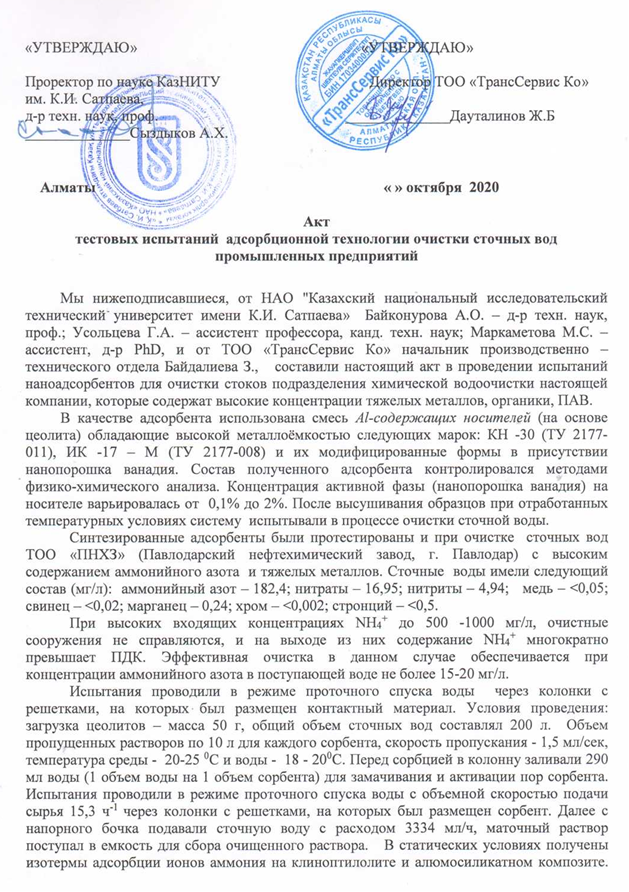 «УТВЕРЖДАЮ»
«УТВЕРЖДАЮ»
Проректор по науке КазНИТУ
Директор ТОО «ТрансСервис Ко»
им. К.И. Сатпаева,
д-р техн. наук, проф.
Сыздыков А.Х.
Дауталинов Ж.Б
ҚАЗАҚСТАН РЕСПУБЛИКАСЫ
АЛМАТЫ ОБЛЫСЫ
«ТрансСервис Ко»
Алматы
« » октября 2020
Акт
тестовых испытаний адсорбционной технологии очистки сточных вод
промышленных предприятий
Мы нижеподписавшиеся, от НАО "Казахский национальный исследовательский
технический университет имени К.И. Сатпаева» Байконурова А.О. – д-р техн. наук,
проф.; Усольцева Г.А. – ассистент профессора, канд. техн. наук; Маркаметова М.С. –
ассистент, д-р PhD, и от ТОО «ТрансСервис Ко» начальник производственно –
технического отдела Байдалиева З., составили настоящий акт в проведении испытаний
наноадсорбентов для очистки стоков подразделения химической водоочистки настоящей
компании, которые содержат высокие концентрации тяжелых металлов, органики, ПАВ.
В качестве адсорбента использована смесь Al-содержащих носителей (на основе
цеолита) обладающие высокой металлоёмкостью следующих марок: КН -30 (ТУ 2177-
011), ИК -17 – М (ТУ 2177-008) и их модифицированные формы в присутствии
нанопорошка ванадия. Состав полученного адсорбента контролировался методами
физико-химического анализа. Концентрация активной фазы (нанопорошка ванадия) на
носителе варьировалась от 0,1% до 2%. После высушивания образцов при отработанных
температурных условиях систему испытывали в процессе очистки сточной воды.
Синтезированные адсорбенты были протестированы и при очистке сточных вод
ТОО «ПНХЗ» (Павлодарский нефтехимический завод, г. Павлодар) с высоким
содержанием аммонийного азота и тяжелых металлов. Сточные воды имели следующий
состав (мг/л): аммонийный азот – 182,4; нитраты – 16,95; нитриты – 4,94; медь – <0,05;
свинец – <0,02; марганец – 0,24; хром – <0,002; стронций – <0,5.
При высоких входящих концентрациях NH₄⁺ до 500 -1000 мг/л, очистные
сооружения не справляются, и на выходе из них содержание NH₄⁺ многократно
превышает ПДК. Эффективная очистка в данном случае обеспечивается при
концентрации аммонийного азота в поступающей воде не более 15-20 мг/л.
Испытания проводили в режиме проточного спуска воды через колонки с
решетками, на которых был размещен контактный материал. Условия проведения:
загрузка цеолитов – масса 50 г, общий объем сточных вод составлял 200 л. Объем
пропущенных растворов по 10 л для каждого сорбента, скорость пропускания - 1,5 мл/сек,
температура среды - 20-25 ⁰С и воды - 18 - 20⁰С. Перед сорбцией в колонну заливали 290
мл воды (1 объем воды на 1 объем сорбента) для замачивания и активации пор сорбента.
Испытания проводили в режиме проточного спуска воды с объемной скоростью подачи
сырья 15,3 ч⁻¹ через колонки с решетками, на которых был размещен сорбент. Далее с
напорного бочка подавали сточную воду с расходом 3334 мл/ч, маточный раствор
поступал в емкость для сбора очищенного раствора. В статических условиях получены
изотермы адсорбции ионов аммония на клиноптилолите и алюмосиликатном композите.